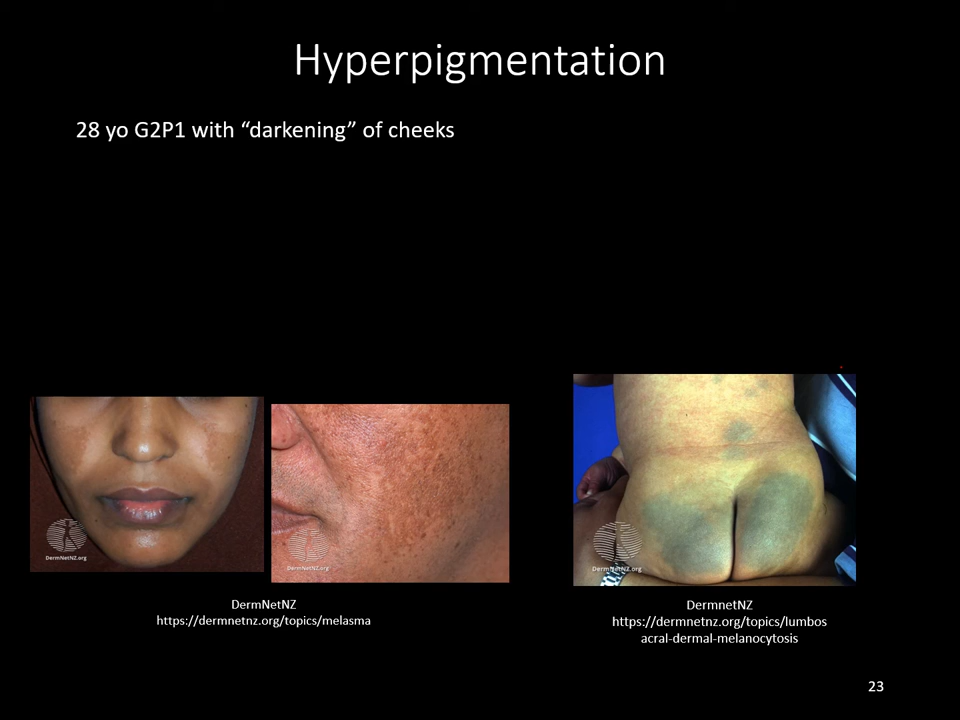 Hyperpigmentation
28 yo G2P1 with “darkening” of cheeks
DermNetNZ.org
DermNetNZ.org
DermNetNZ.org
DermNetNZ
https://dermnetnz.org/topics/melasma
DermnetNZ
https://dermnetnz.org/topics/lumbos
acral-dermal-melanocytosis
23